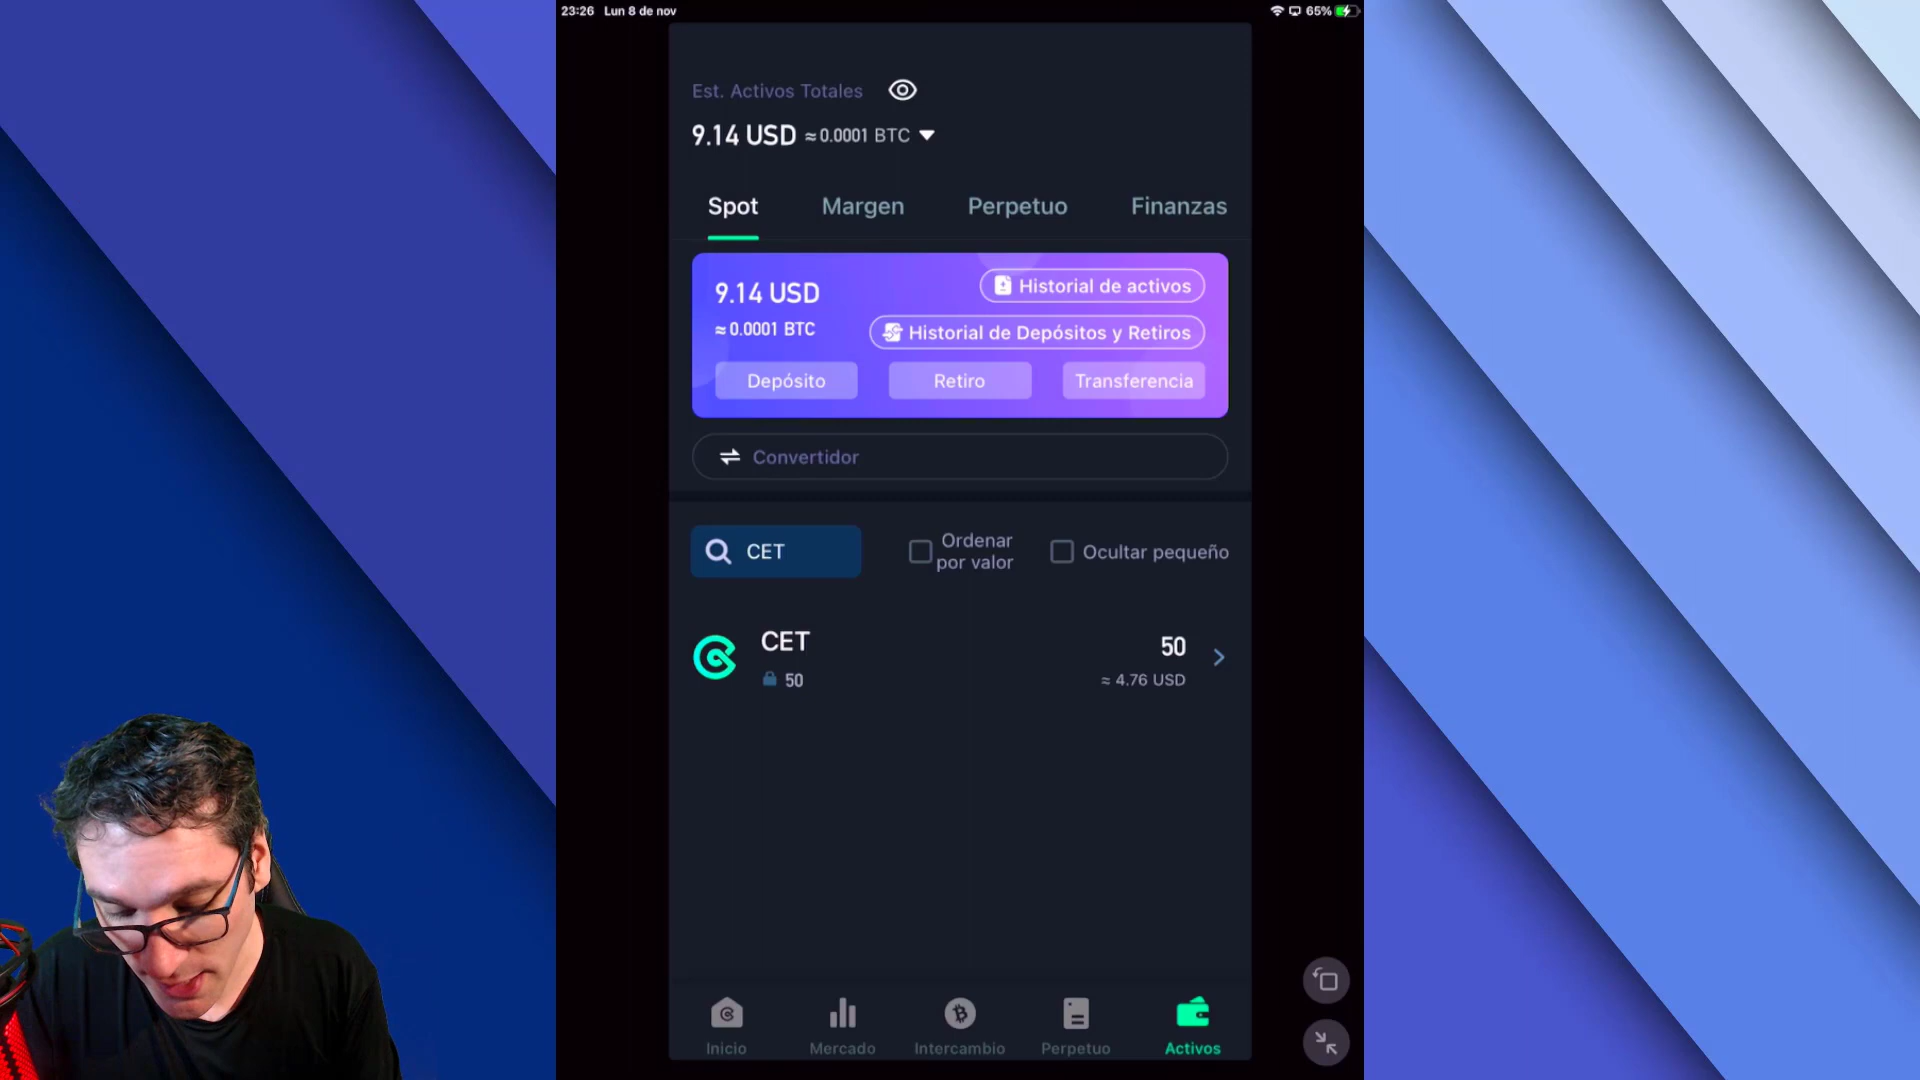 23:26 Lun 8 de nov
65%
Est. Activos Totales
9.14 USD ≈ 0.0001 BTC
Spot Margen Perpetuo Finanzas
9.14 USD
Historial de activos
≈ 0.0001 BTC
Historial de Depósitos y Retiros
Depósito Retiro Transferencia
Convertidor
CET
Ordenar
por valor
Ocultar pequeño
CET
50
50
≈ 4.76 USD
Inicio Mercado Intercambio Perpetuo Activos